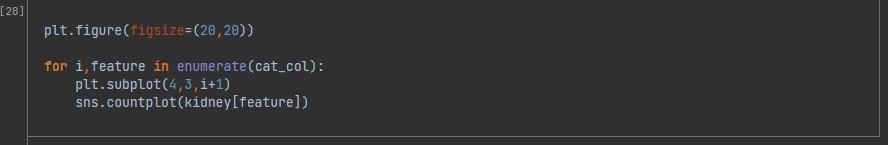 [28]
plt.figure(figsize=(20,20))
for i,feature in enumerate(cat_col):
    plt.subplot(4,3,i+1)
    sns.countplot(kidney[feature])